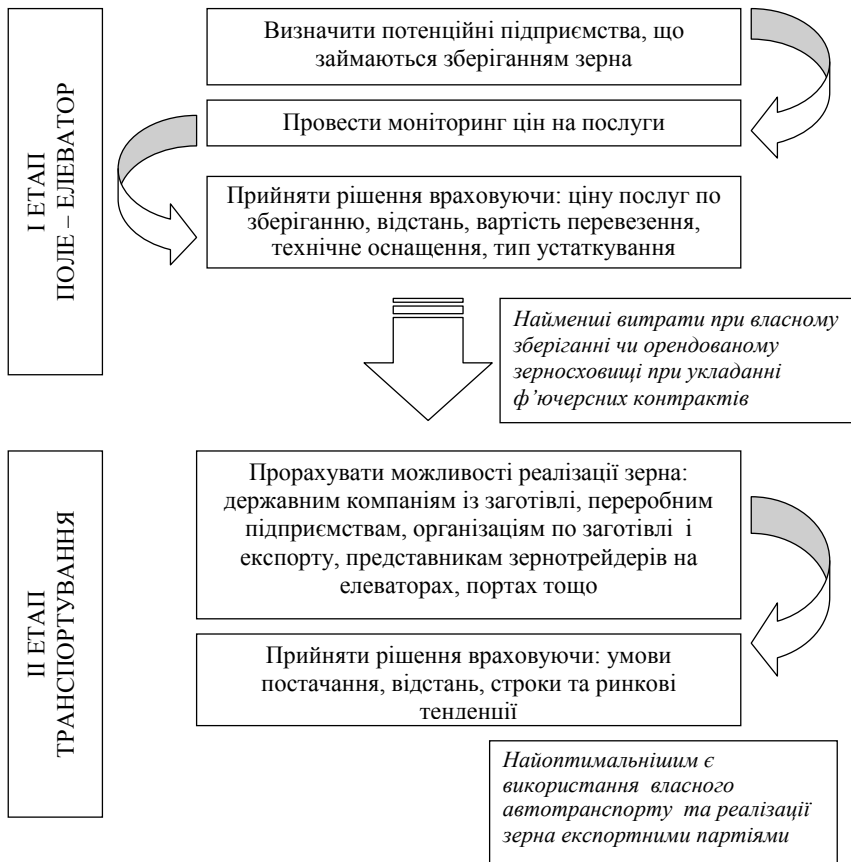 І ЕТАП
ПОЛЕ – ЕЛЕВАТОР
Визначити потенційні підприємства, що
займаються зберіганням зерна
Провести моніторинг цін на послуги
Прийняти рішення враховуючи: ціну послуг по
зберіганню, відстань, вартість перевезення,
технічне оснащення, тип устаткування
Найменші витрати при власному
зберіганні чи орендованому
зерносховищі при укладанні
ф’ючерсних контрактів
ІІ ЕТАП
ТРАНСПОРТУВАННЯ
Прорахувати можливості реалізації зерна:
державним компаніям із заготівлі, переробним
підприємствам, організаціям по заготівлі і
експорту, представникам зернотрейдерів на
елеваторах, портах тощо
Прийняти рішення враховуючи: умови
постачання, відстань, строки та ринкові
тенденції
Найоптимальнішим є
використання власного
автотранспорту та реалізації
зерна експортними партіями